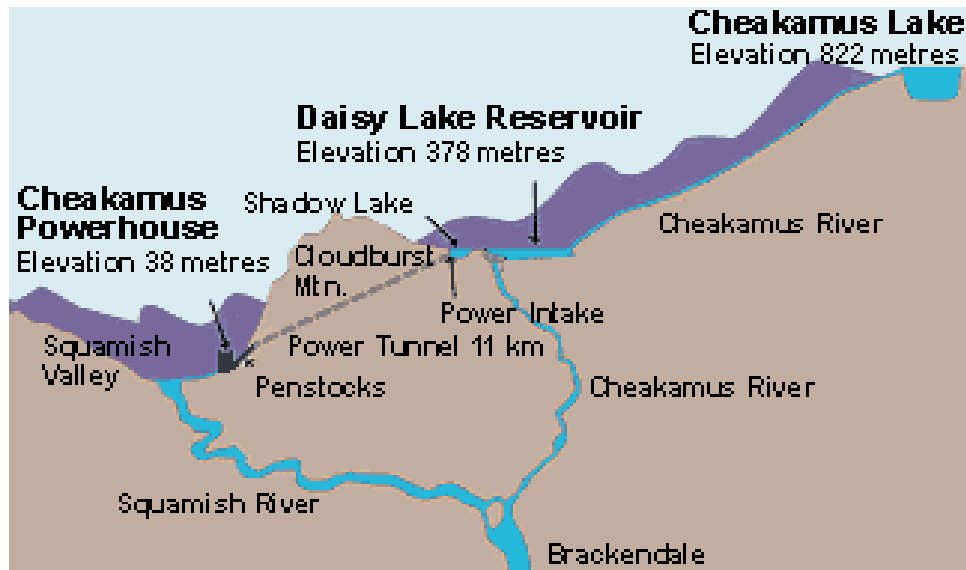 Cheakamus Lake
Elevation 822 metres
Daisy Lake Reservoir
Elevation 378 metres
Cheakamus
Powerhouse
Elevation 38 metres
Shadow Lake
Cheakamus River
Cloudburst
Mtn.
Power Intake
Squamish
Valley
Power Tunnel 11 km
Penstocks
Cheakamus River
Squamish River
Brackendale